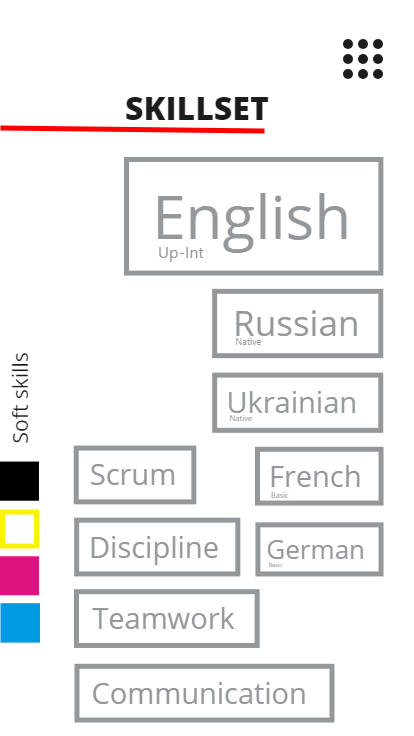 SKILLSET
English
Up-Int
Russian
Native
Ukrainian
Native
Soft skills
Scrum
French
Basic
Discipline
German
Basic
Teamwork
Communication